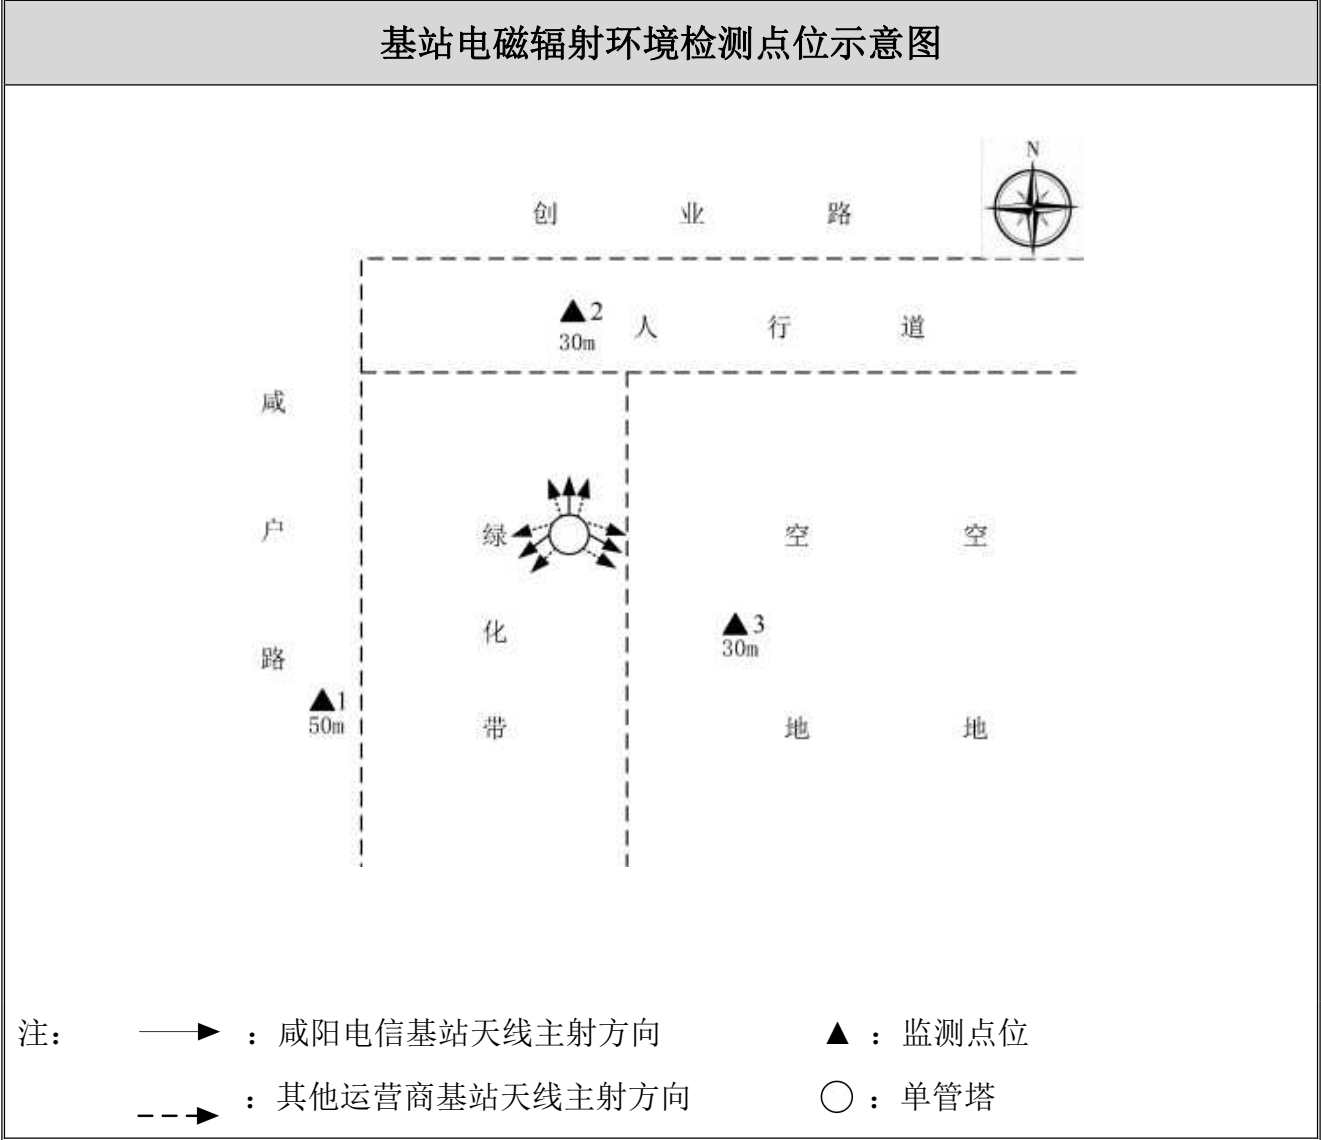 基站电磁辐射环境检测点位示意图
N
创业路
▲2
30m
人行道
咸户路
绿化带
空地
空地
▲3
30m
▲1
50m
注：
：咸阳电信基站天线主射方向
▲：监测点位
：其他运营商基站天线主射方向
○：单管塔